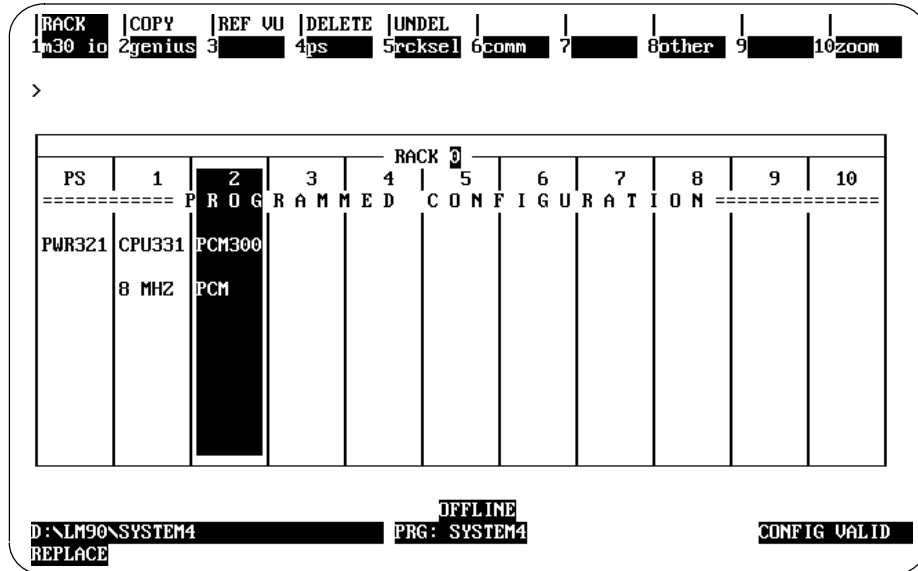 |RACK |COPY |REF VU |DELETE |UNDEL | | | | |
1m30 io 2genius 3 4ps 5rcksel 6comm 7 8other 9 10zoom
>
RACK 0
PS | 1 | 2 | 3 | 4 | 5 | 6 | 7 | 8 | 9 | 10
======= ===== P R O G R A M M E D C O N F I G U R A T I O N ===============
PWR321 CPU331 PCM300
8 MHZ PCM
OFFLINE
D:\LM90\SYSTEM4 PRG: SYSTEM4 CONFIG VALID
REPLACE